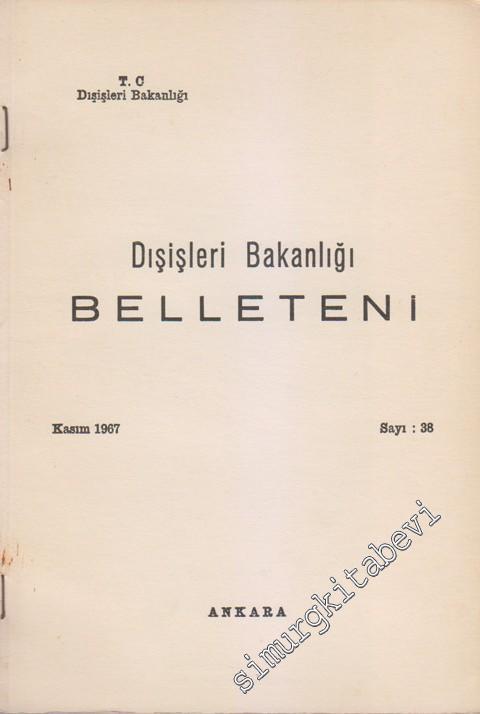 T. C
Dışişleri Bakanlığı
Dışişleri Bakanlığı
BELLETENİ
Kasım 1967
Sayı : 38
ANKARA
simurgkitabevi